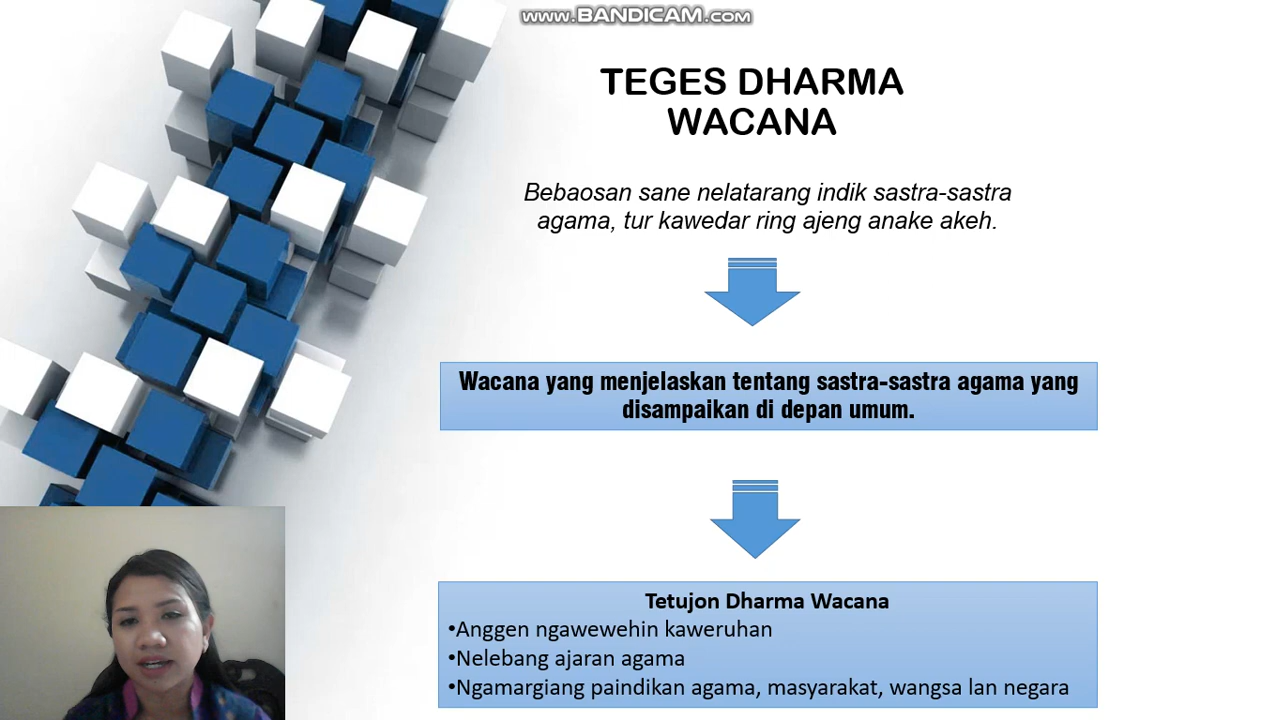 www.BANDICAM.com
TEGES DHARMA
WACANA
Bebaosan sane nelatarang indik sastra-sastra
agama, tur kawedar ring ajeng anake akeh.
Wacana yang menjelaskan tentang sastra-sastra agama yang
disampaikan di depan umum.
Tetujon Dharma Wacana
•Anggen ngawewehin kaweruhan
•Nelebang ajaran agama
•Ngamargiang paindikan agama, masyarakat, wangsa lan negara